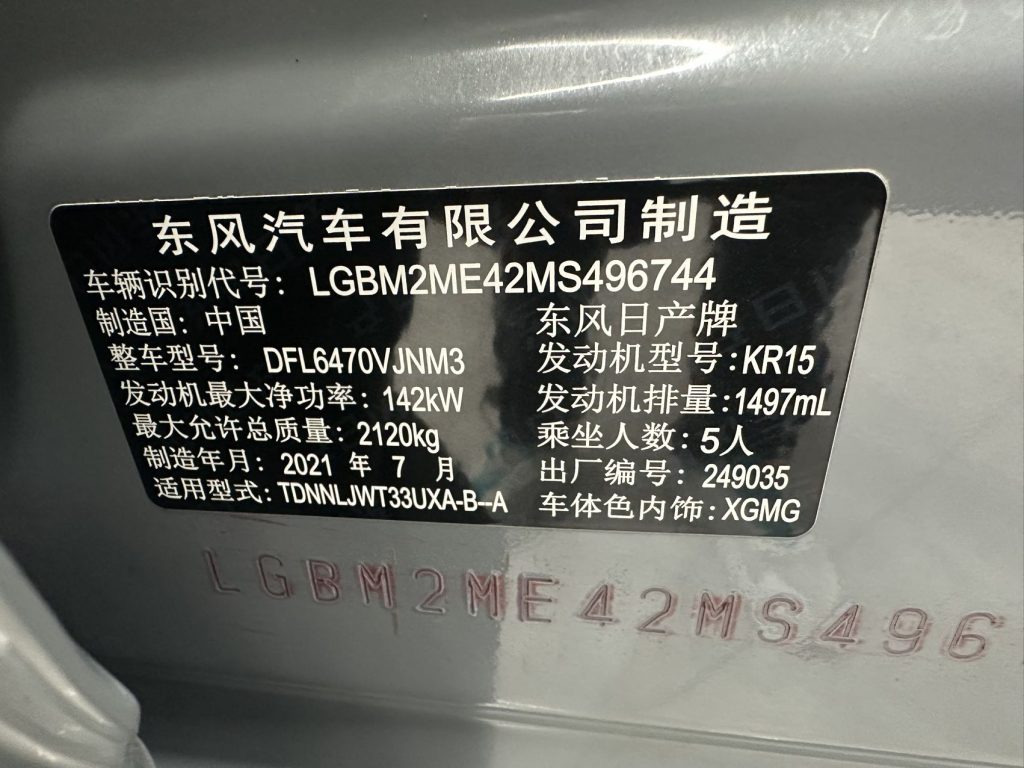 东风汽车有限公司制造
车辆识别代号：LGBM2ME42MS496744
制造国：中国 东风日产牌
整车型号：DFL6470VJNM3 发动机型号：KR15
发动机最大净功率：142kW 发动机排量：1497mL
最大允许总质量：2120kg 乘坐人数：5人
制造年月：2021 年 7 月 出厂编号：249035
适用型式：TDNNLJWT33UXA-B--A 车体色内饰：XGMG
LGBM2ME42MS496